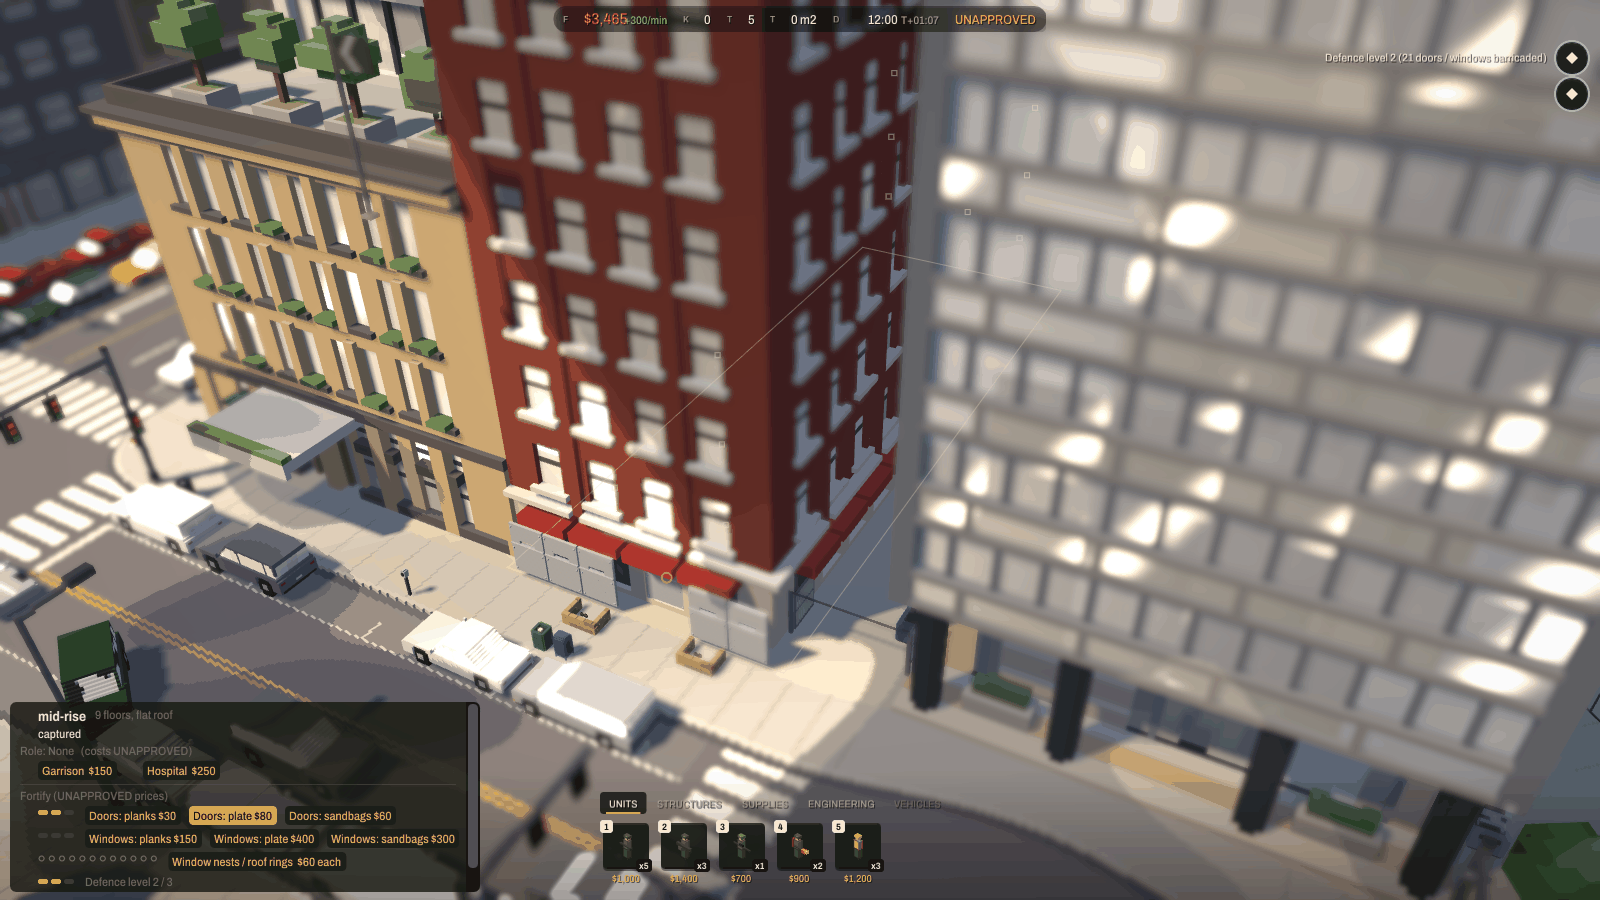 F $3,465 +300/min K 0 T 5 T 0 m2 D 12:00 T+01:07 UNAPPROVED
Defence level 2 (21 doors / windows barricaded)
1
mid-rise 9 floors, flat roof
captured
Role: None (costs UNAPPROVED)
Garrison $150 Hospital $250
Fortify (UNAPPROVED prices)
Doors: planks $30 Doors: plate $80 Doors: sandbags $60
Windows: planks $150 Windows: plate $400 Windows: sandbags $300
Window nests / roof rings $60 each
Defence level 2 / 3
UNITS STRUCTURES SUPPLIES ENGINEERING VEHICLES
1 2 3 4 5
x5 x3 x1 x2 x3
$1,000 $1,400 $700 $900 $1,200